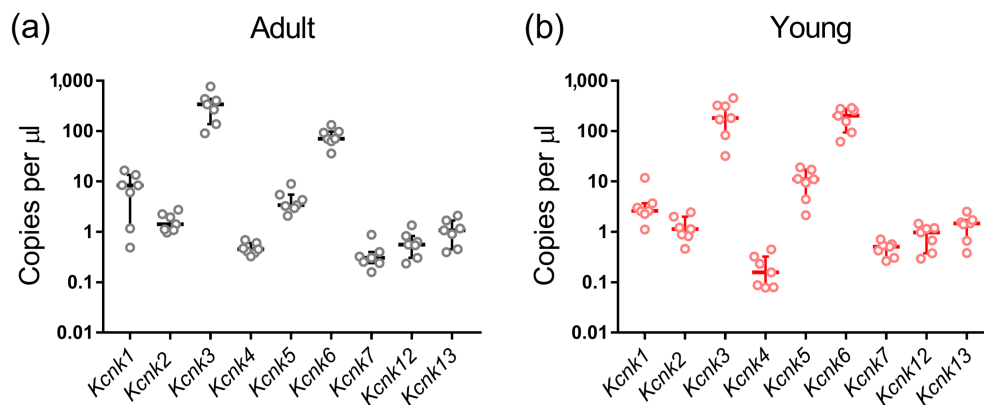 (a) Adult
Copies per µl
1,000
100
10
1
0.1
0.01
Kcnk1
Kcnk2
Kcnk3
Kcnk4
Kcnk5
Kcnk6
Kcnk7
Kcnk12
Kcnk13
(b) Young
Copies per µl
1,000
100
10
1
0.1
0.01
Kcnk1
Kcnk2
Kcnk3
Kcnk4
Kcnk5
Kcnk6
Kcnk7
Kcnk12
Kcnk13